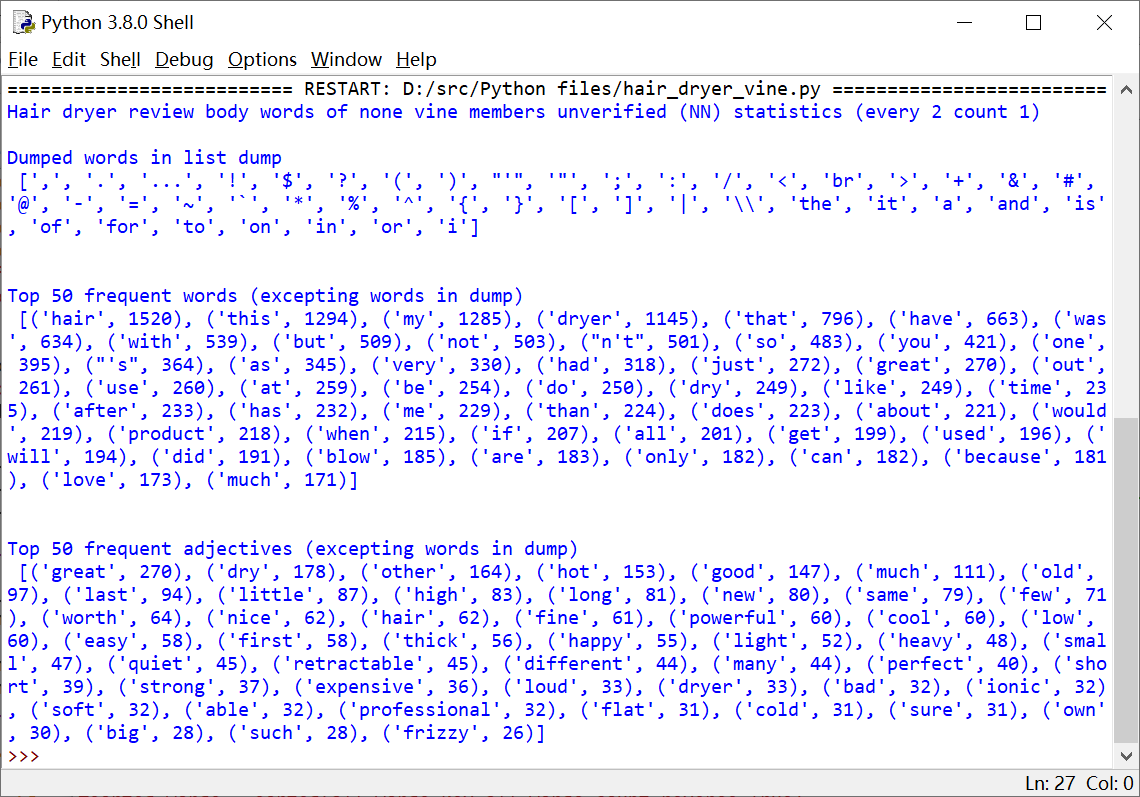 Python 3.8.0 Shell
File Edit Shell Debug Options Window Help
========================== RESTART: D:/src/Python files/hair_dryer_vine.py =========================
Hair dryer review body words of none vine members unverified (NN) statistics (every 2 count 1)
Dumped words in list dump
[',', '.', '...', '!', '$', '?', '(', ')', "'", '"', ';', ':', '/', '<', 'br', '>', '+', '&', '#',
'@', '-', '=', '~', '`', '*', '%', '^', '{', '}', '[', ']', '|', '\\', 'the', 'it', 'a', 'and', 'is'
, 'of', 'for', 'to', 'on', 'in', 'or', 'i']
Top 50 frequent words (excepting words in dump)
[('hair', 1520), ('this', 1294), ('my', 1285), ('dryer', 1145), ('that', 796), ('have', 663), ('was
', 634), ('with', 539), ('but', 509), ('not', 503), ("n't", 501), ('so', 483), ('you', 421), ('one',
395), ("'s", 364), ('as', 345), ('very', 330), ('had', 318), ('just', 272), ('great', 270), ('out',
261), ('use', 260), ('at', 259), ('be', 254), ('do', 250), ('dry', 249), ('like', 249), ('time', 23
5), ('after', 233), ('has', 232), ('me', 229), ('than', 224), ('does', 223), ('about', 221), ('would
', 219), ('product', 218), ('when', 215), ('if', 207), ('all', 201), ('get', 199), ('used', 196), ('
will', 194), ('did', 191), ('blow', 185), ('are', 183), ('only', 182), ('can', 182), ('because', 181
), ('love', 173), ('much', 171)]
Top 50 frequent adjectives (excepting words in dump)
[('great', 270), ('dry', 178), ('other', 164), ('hot', 153), ('good', 147), ('much', 111), ('old',
97), ('last', 94), ('little', 87), ('high', 83), ('long', 81), ('new', 80), ('same', 79), ('few', 71
), ('worth', 64), ('nice', 62), ('hair', 62), ('fine', 61), ('powerful', 60), ('cool', 60), ('low',
60), ('easy', 58), ('first', 58), ('thick', 56), ('happy', 55), ('light', 52), ('heavy', 48), ('smal
l', 47), ('quiet', 45), ('retractable', 45), ('different', 44), ('many', 44), ('perfect', 40), ('sho
rt', 39), ('strong', 37), ('expensive', 36), ('loud', 33), ('dryer', 33), ('bad', 32), ('ionic', 32)
, ('soft', 32), ('able', 32), ('professional', 32), ('flat', 31), ('cold', 31), ('sure', 31), ('own'
, 30), ('big', 28), ('such', 28), ('frizzy', 26)]
>>>
Ln: 27 Col: 0